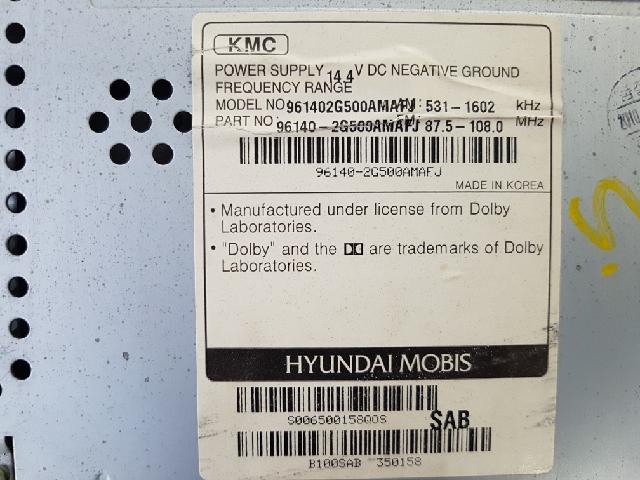 KMC
POWER SUPPLY 14.4 V DC NEGATIVE GROUND
FREQUENCY RANGE
MODEL NO 961402G500AMAFJ AM: 531-1602 kHz
PART NO 96140-2G500AMAFJ FM: 87.5-108.0 MHz
96140-2G500AMAFJ
MADE IN KOREA
• Manufactured under license from Dolby
Laboratories.
• "Dolby" and the are trademarks of Dolby
Laboratories.
HYUNDAI MOBIS
S00650015800S
SAB
B100SAB 350158